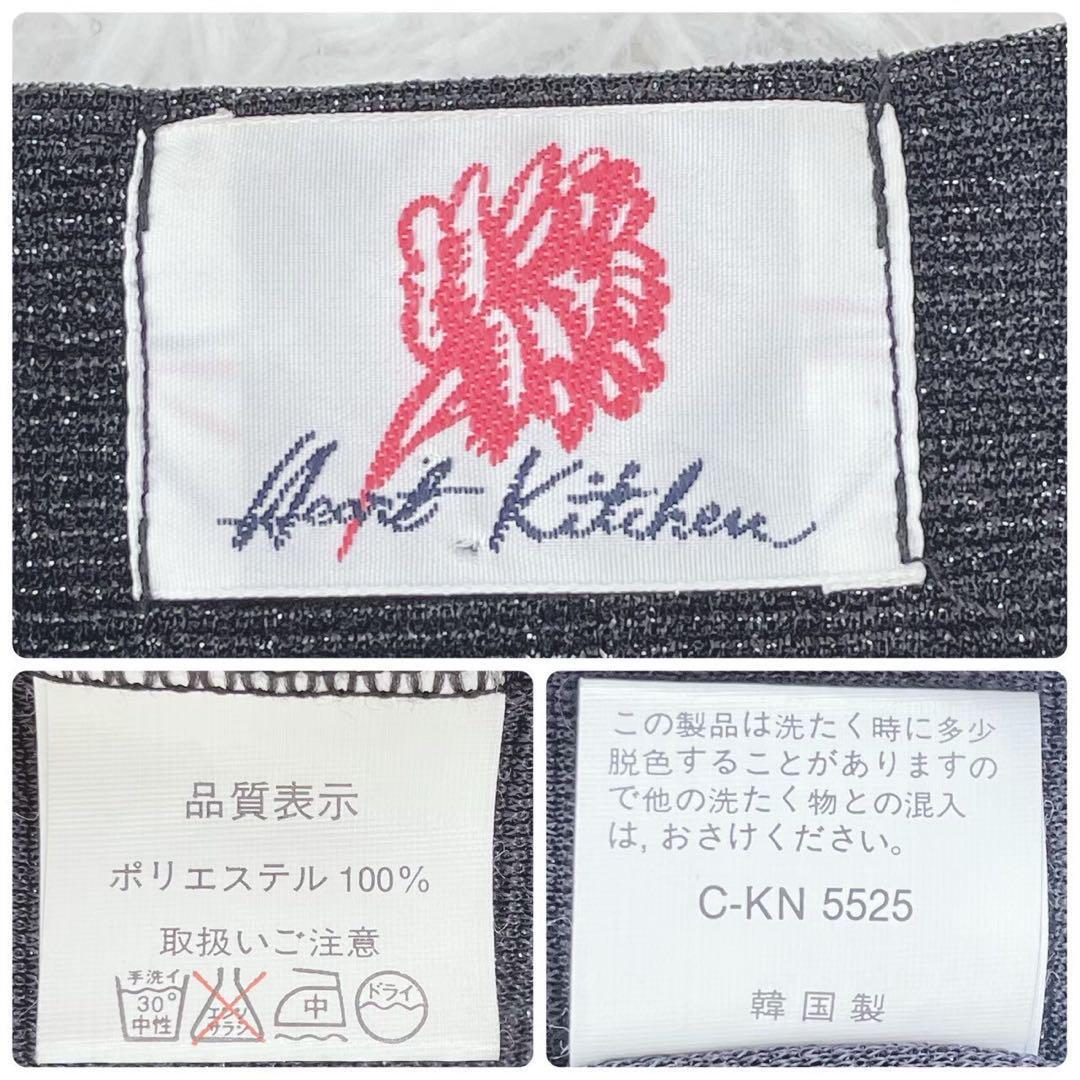 Heart Kitchen
品質表示
ポリエステル 100%
取扱いご注意
手洗イ
30°
中性
エンソ
サラシ
中
ドライ
この製品は洗たく時に多少
脱色することがありますの
で他の洗たく物との混入
は, おさけください。
C-KN 5525
韓国製